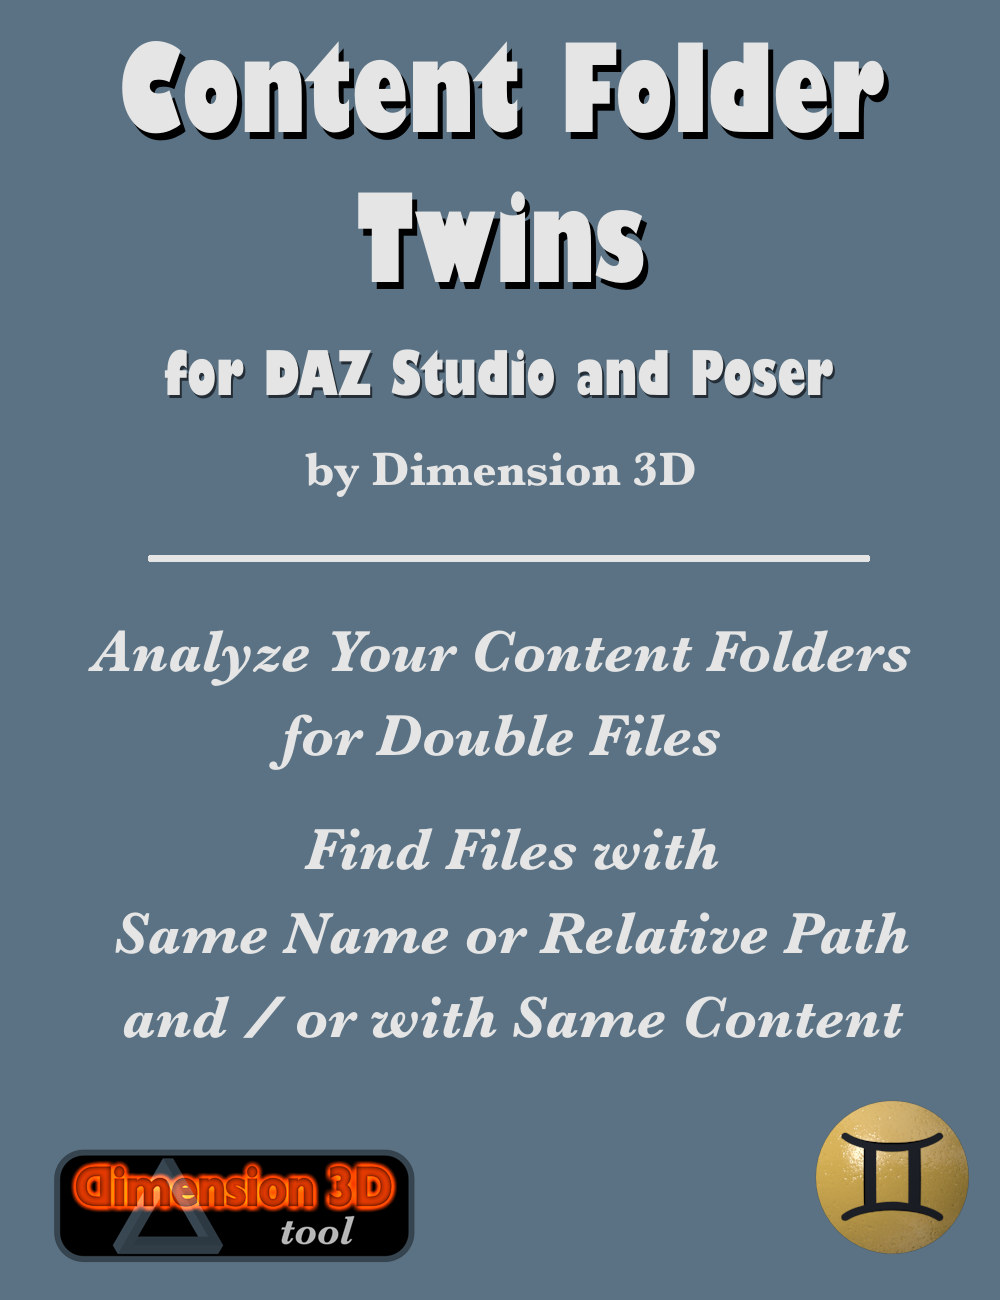 Content Folder
Twins
for DAZ Studio and Poser
by Dimension 3D
Analyze Your Content Folders
for Double Files
Find Files with
Same Name or Relative Path
and / or with Same Content
Dimension 3D
tool